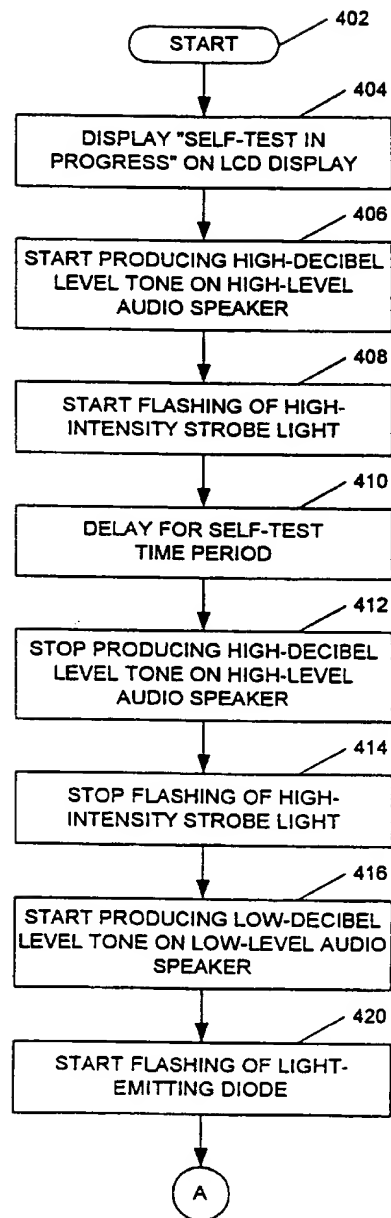 402
START
404
DISPLAY "SELF-TEST IN
PROGRESS" ON LCD DISPLAY
406
START PRODUCING HIGH-DECIBEL
LEVEL TONE ON HIGH-LEVEL
AUDIO SPEAKER
408
START FLASHING OF HIGH-
INTENSITY STROBE LIGHT
410
DELAY FOR SELF-TEST
TIME PERIOD
412
STOP PRODUCING HIGH-DECIBEL
LEVEL TONE ON HIGH-LEVEL
AUDIO SPEAKER
414
STOP FLASHING OF HIGH-
INTENSITY STROBE LIGHT
416
START PRODUCING LOW-DECIBEL
LEVEL TONE ON LOW-LEVEL AUDIO
SPEAKER
420
START FLASHING OF LIGHT-
EMITTING DIODE
A